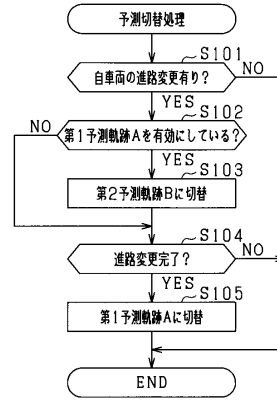 予測切替処理
S101
自車両の進路変更有り?
NO
YES
S102
NO
第1予測軌跡Aを有効にしている?
YES
S103
第2予測軌跡Bに切替
S104
進路変更完了?
NO
YES
S105
第1予測軌跡Aに切替
END